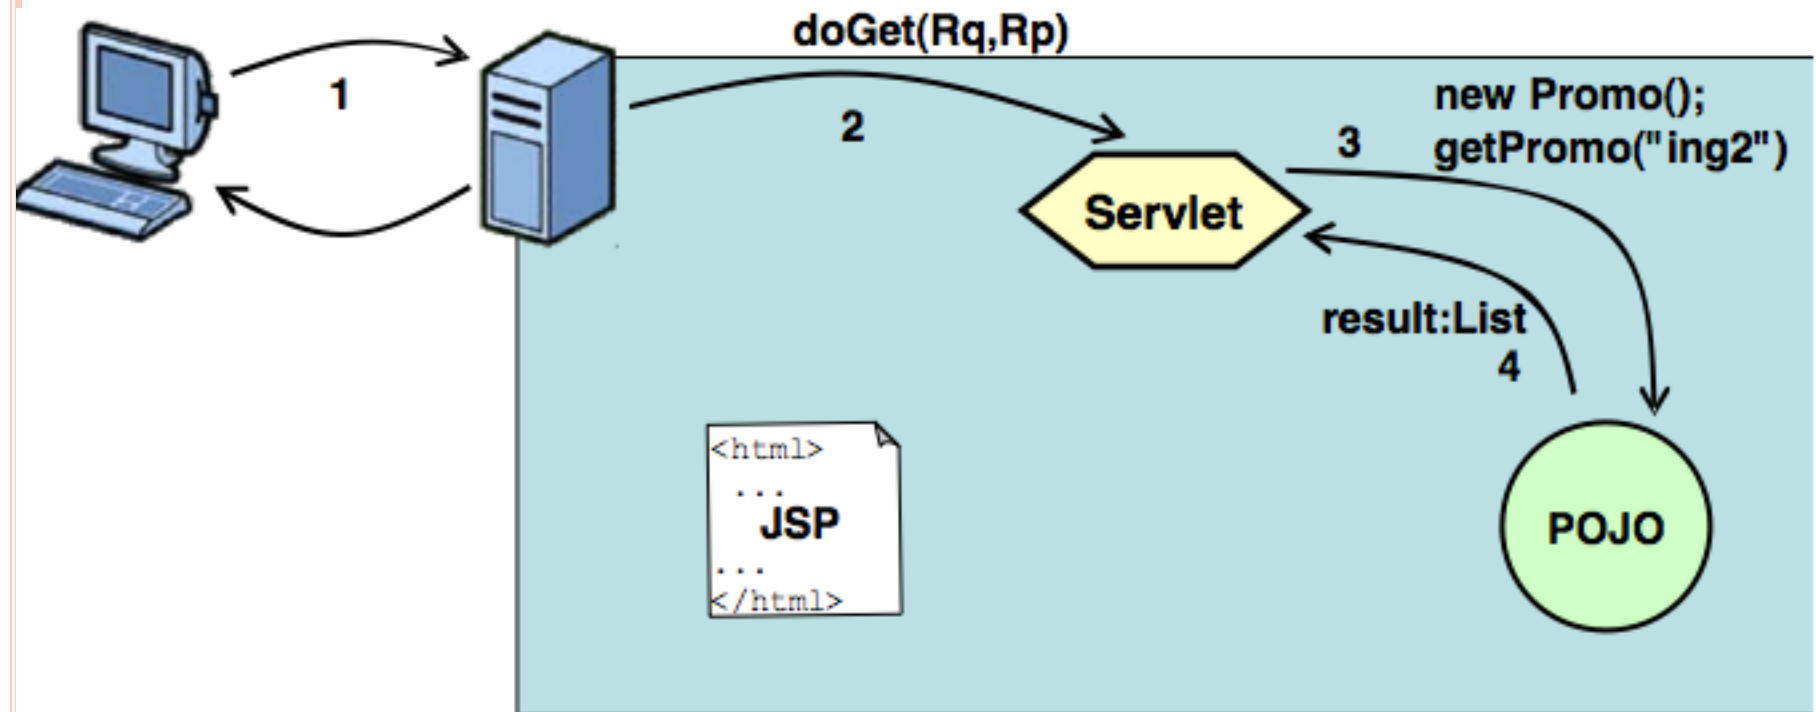 doGet(Rq,Rp)
1
2
3
new Promo();
getPromo("ing2")
Servlet
result:List
4
<html>
...
JSP
...
</html>
POJO